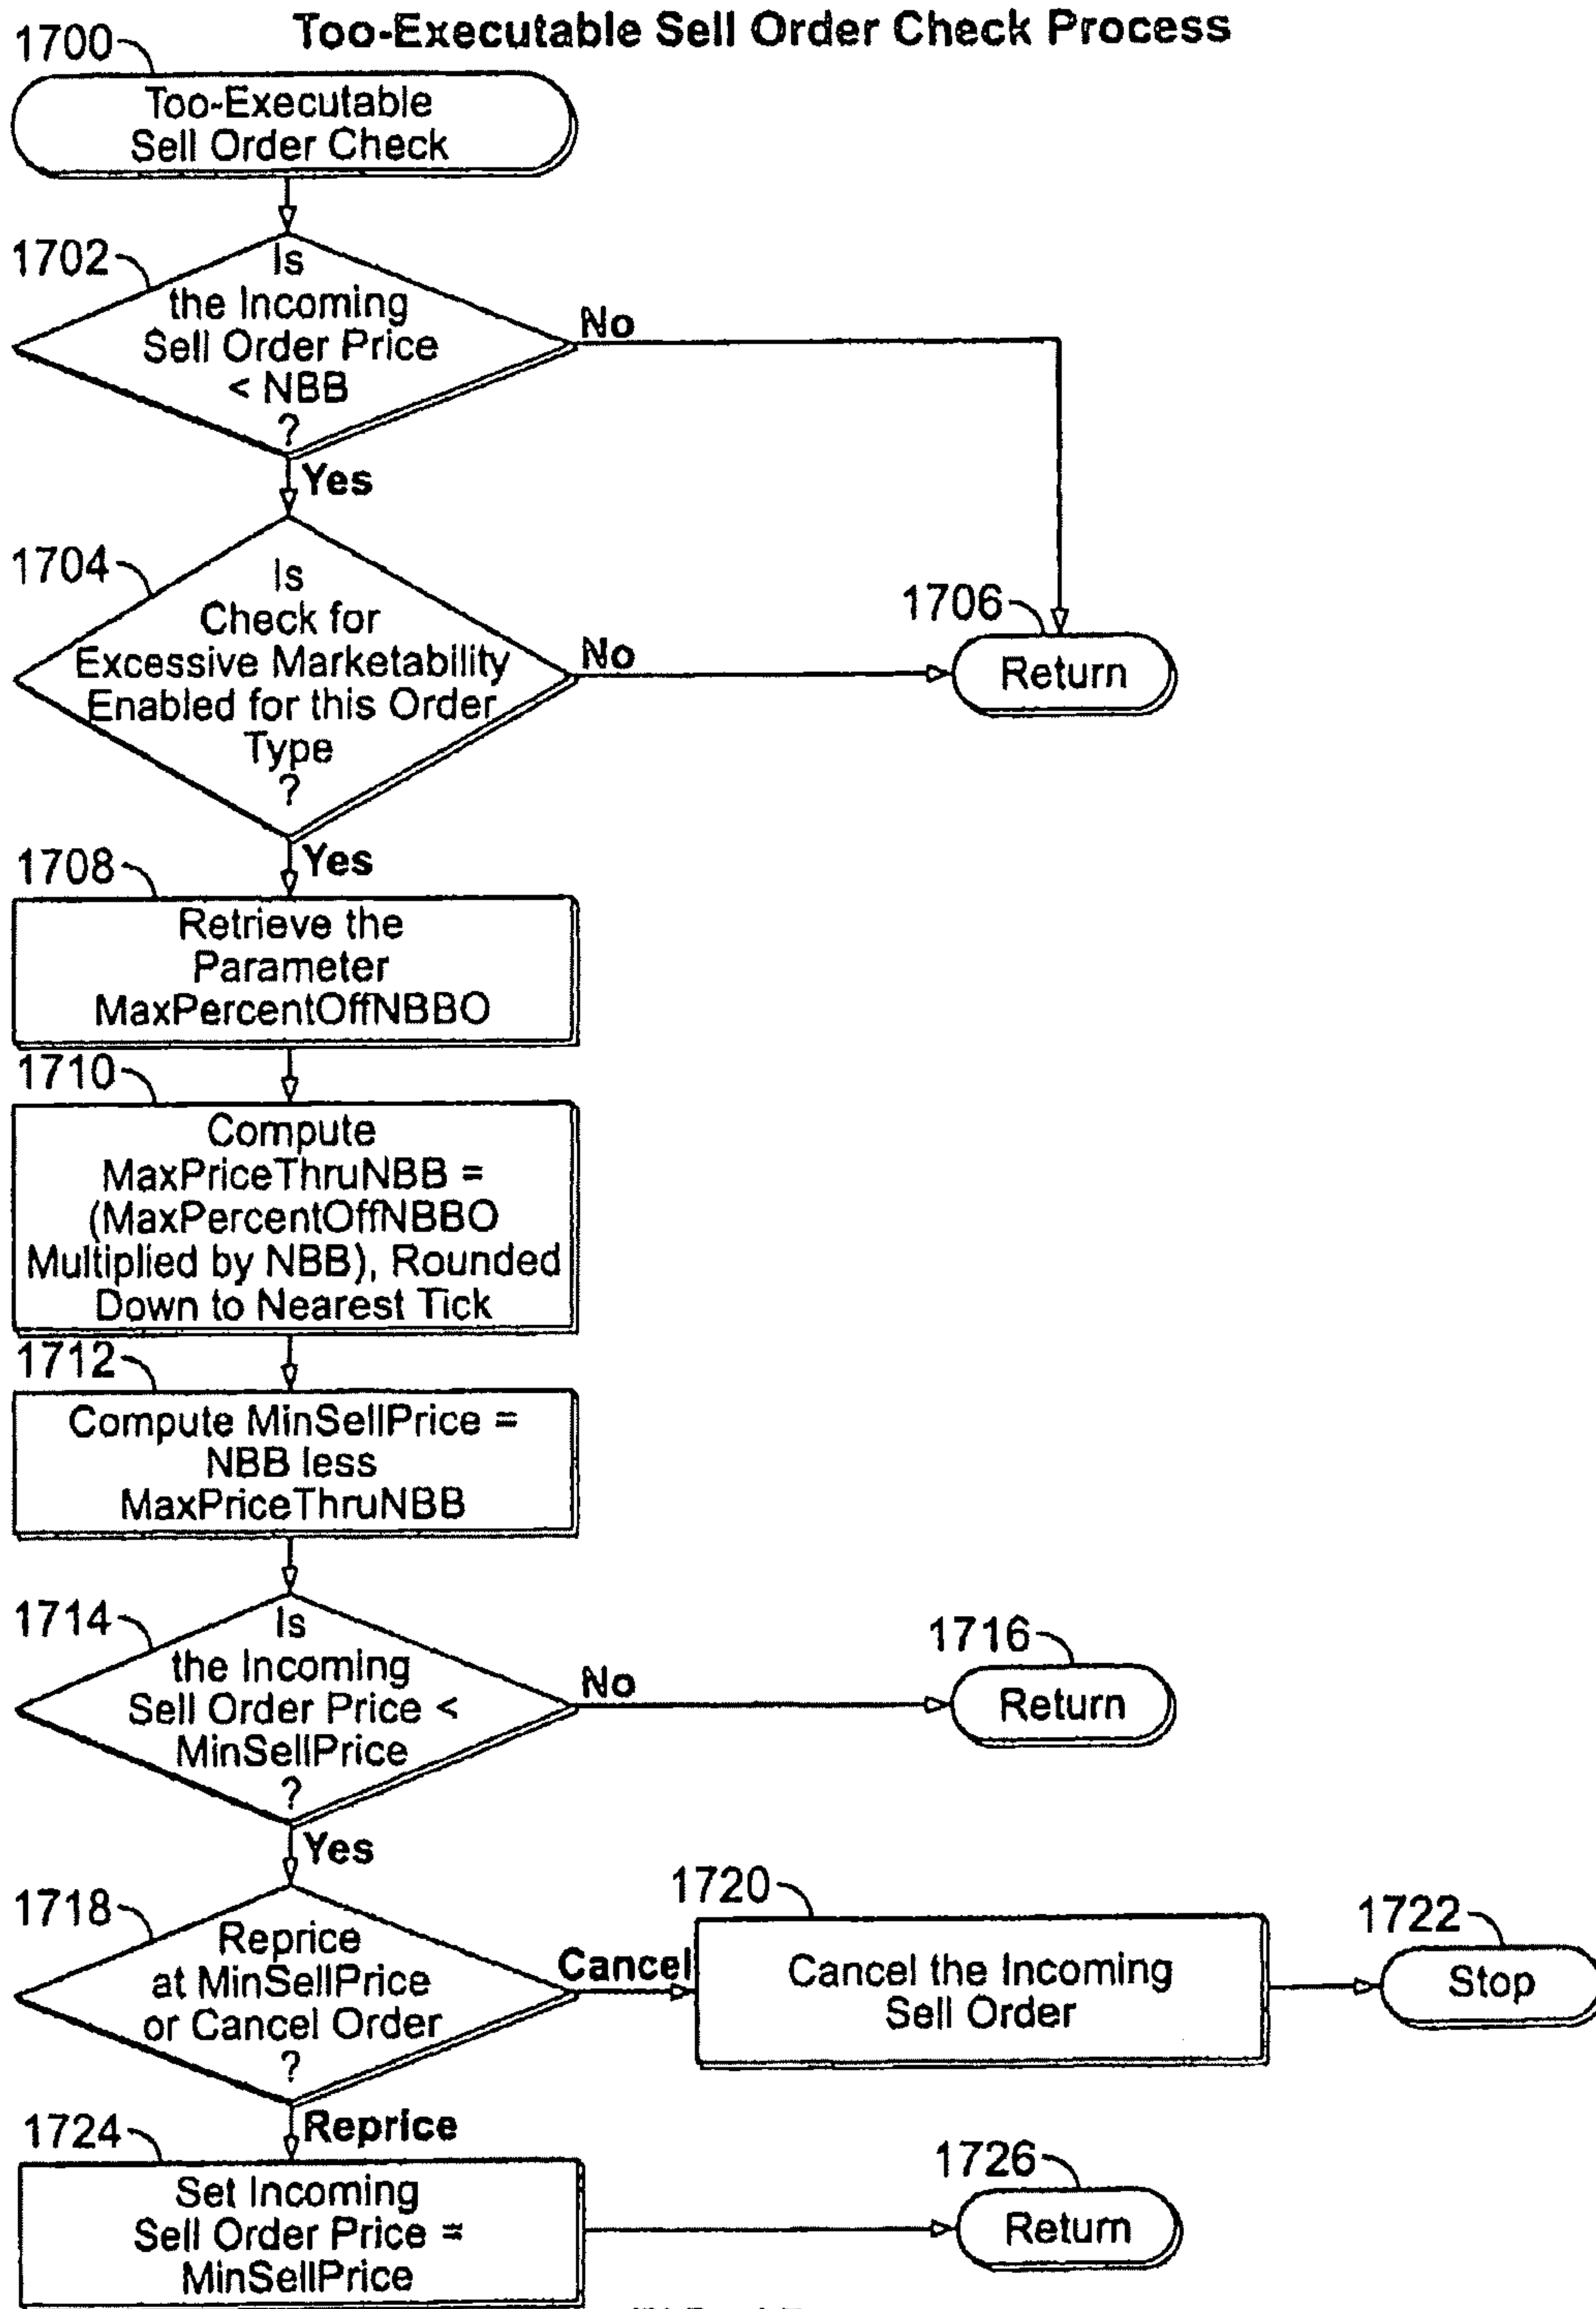 Too-Executable Sell Order Check Process
1700
Too-Executable
Sell Order Check
1702
Is
the Incoming
Sell Order Price
< NBB
?
No
Yes
1704
Is
Check for
Excessive Marketability
Enabled for this Order
Type
?
No
1706
Return
Yes
1708
Retrieve the
Parameter
MaxPercentOffNBBO
1710
Compute
MaxPriceThruNBB =
(MaxPercentOffNBBO
Multiplied by NBB), Rounded
Down to Nearest Tick
1712
Compute MinSellPrice =
NBB less
MaxPriceThruNBB
1714
Is
the Incoming
Sell Order Price <
MinSellPrice
?
No
1716
Return
Yes
1718
Reprice
at MinSellPrice
or Cancel Order
?
Cancel
1720
Cancel the Incoming
Sell Order
1722
Stop
Reprice
1724
Set Incoming
Sell Order Price =
MinSellPrice
1726
Return